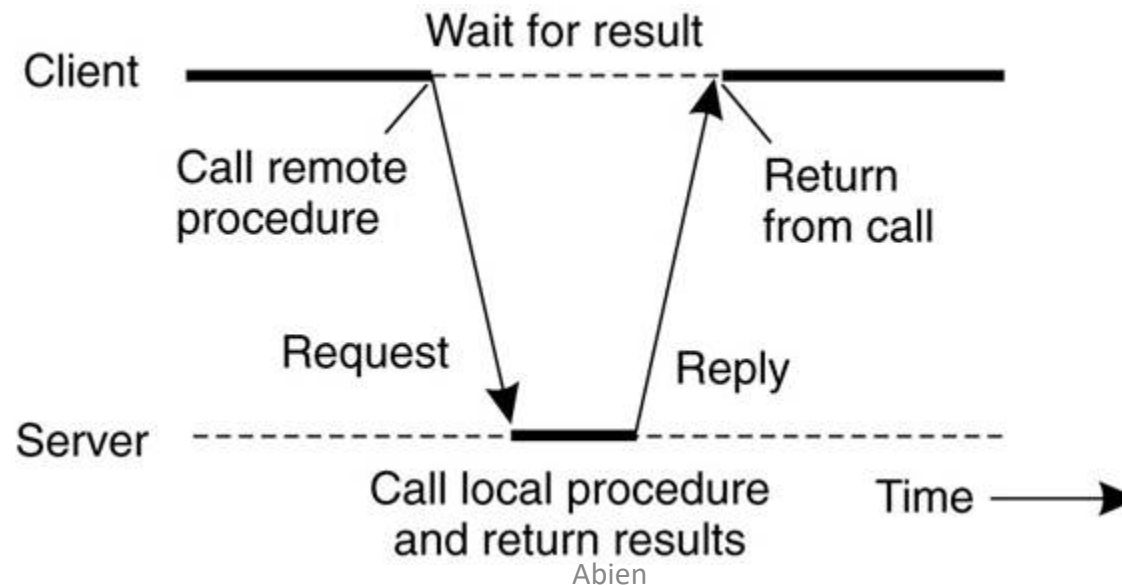 Wait for result
Client
Call remote
procedure
Return
from call
Request
Reply
Server
Call local procedure
and return results
Time
Abien